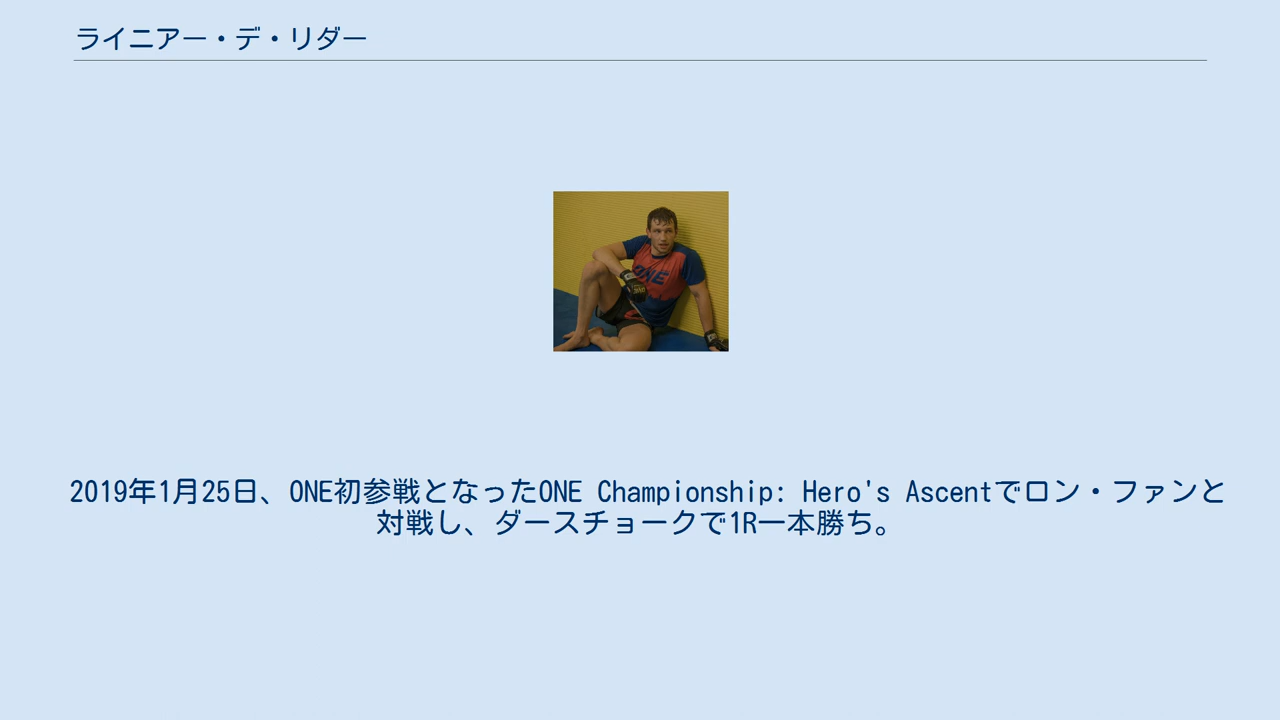 ライニアー・デ・リダー
ONE
2019年1月25日、ONE初参戦となったONE Championship: Hero's Ascentでロン・ファンと
対戦し、ダースチョークで1R一本勝ち。